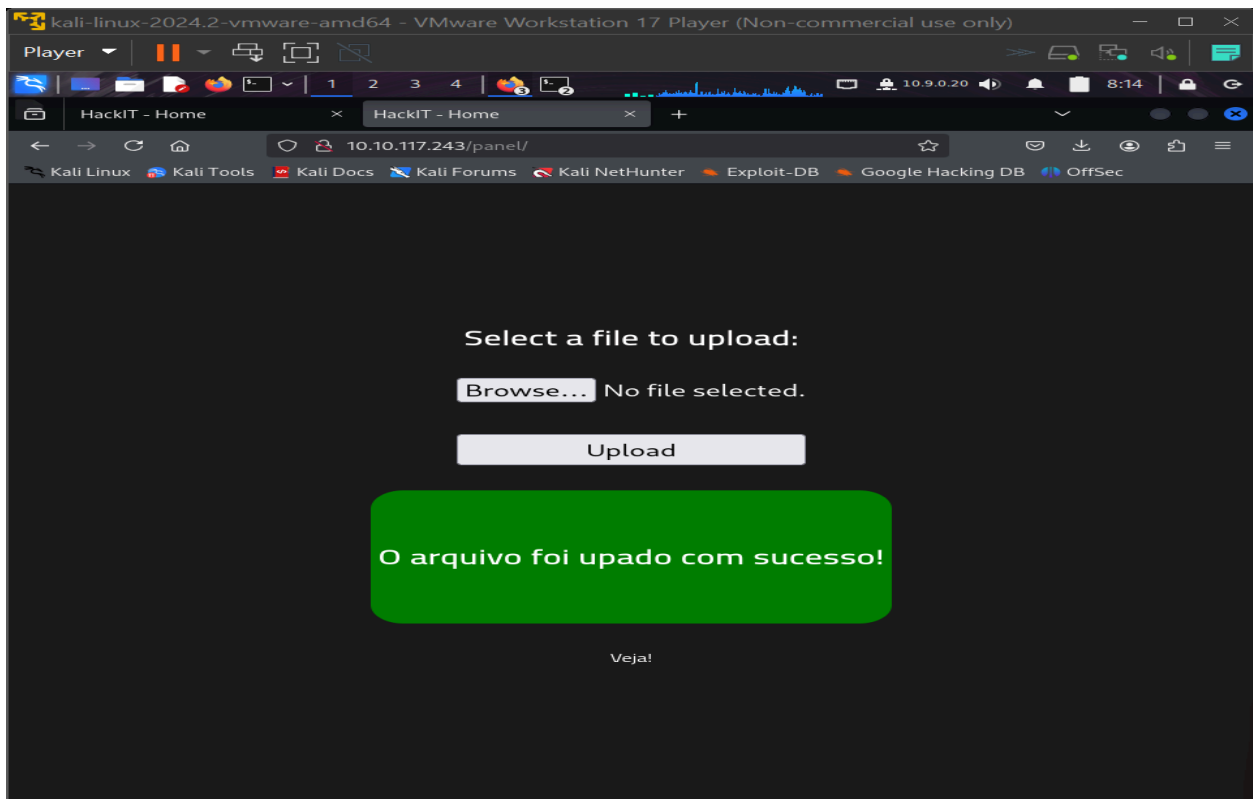 kali-linux-2024.2-vmware-amd64 - VMware Workstation 17 Player (Non-commercial use only)
Player
1 2 3 4 3 2 10.9.0.20 8:14
HackIT - Home HackIT - Home
10.10.117.243/panel/
Kali Linux Kali Tools Kali Docs Kali Forums Kali NetHunter Exploit-DB Google Hacking DB OffSec
Select a file to upload:
Browse... No file selected.
Upload
O arquivo foi upado com sucesso!
Veja!